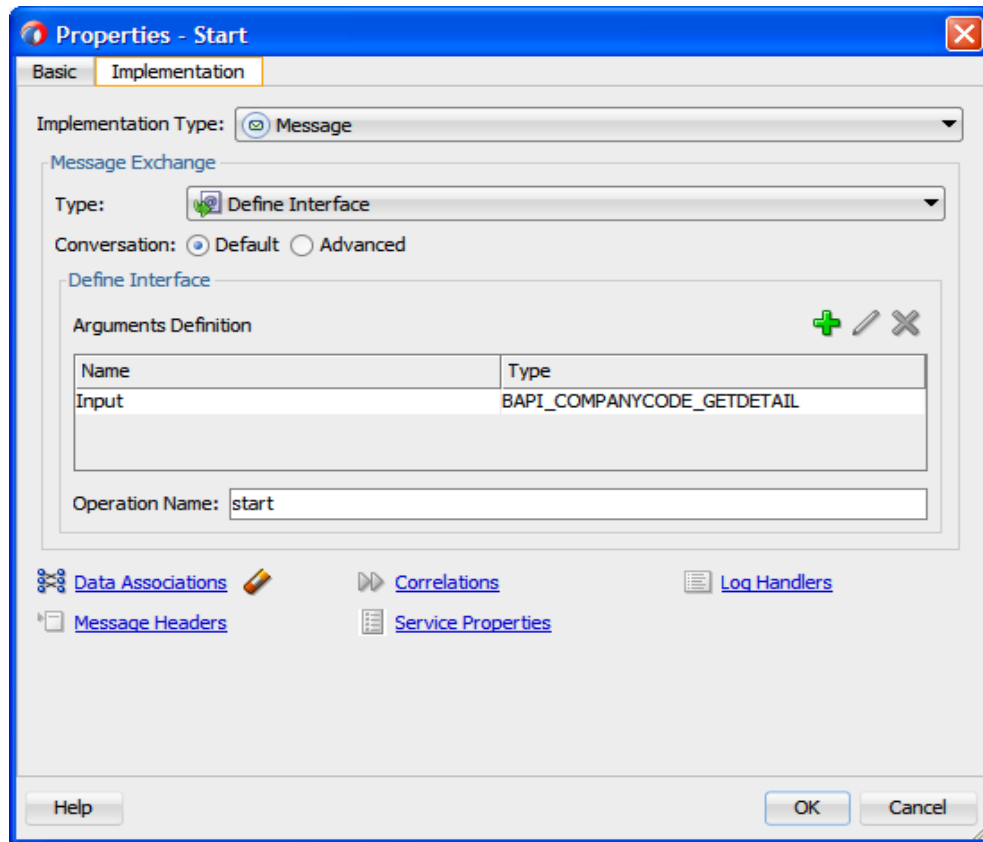 Properties - Start
Basic Implementation
Implementation Type: Message
Message Exchange
Type: Define Interface
Conversation: Default Advanced
Define Interface
Arguments Definition
Name Type
Input BAPI_COMPANYCODE_GETDETAIL
Operation Name: start
Data Associations Correlations Log Handlers
Message Headers Service Properties
Help OK Cancel